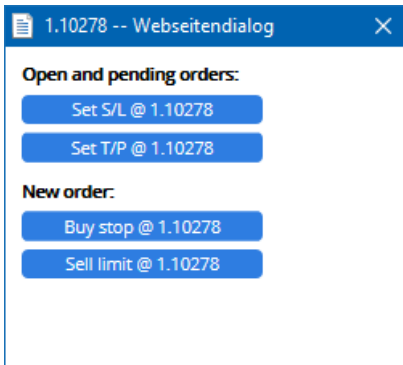 1.10278 -- Webseitendialog
Open and pending orders:
Set S/L @ 1.10278
Set T/P @ 1.10278
New order:
Buy stop @ 1.10278
Sell limit @ 1.10278